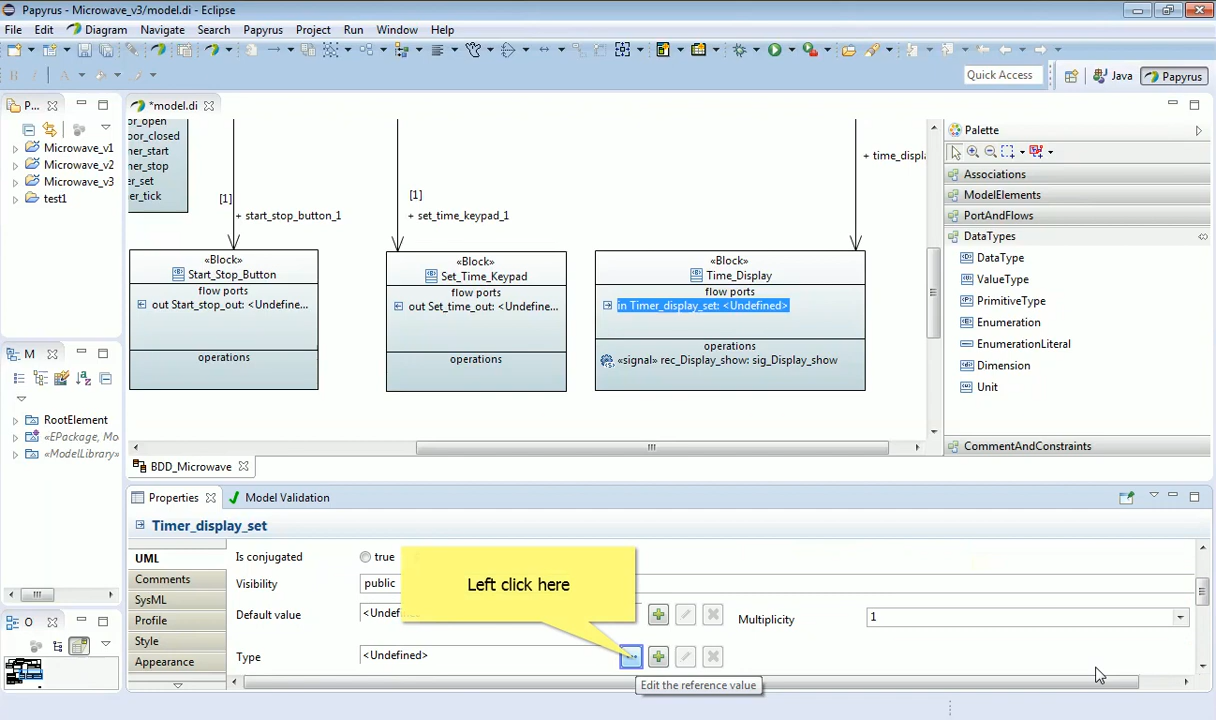 Papyrus - Microwave_v3/model.di - Eclipse
File Edit Diagram Navigate Search Papyrus Project Run Window Help
Quick Access
Java
Papyrus
P...
*model.di
Microwave_v1
Microwave_v2
Microwave_v3
test1
or_open
oor_closed
ner_start
ner_stop
er_set
er_tick
[1]
+ start_stop_button_1
[1]
+ set_time_keypad_1
+ time_displa
«Block»
Start_Stop_Button
flow ports
out Start_stop_out: <Undefine...
operations
«Block»
Set_Time_Keypad
flow ports
out Set_time_out: <Undefine...
operations
«Block»
Time_Display
flow ports
in Timer_display_set: <Undefined>
operations
«signal» rec_Display_show: sig_Display_show
Palette
Associations
ModelElements
PortAndFlows
DataTypes
DataType
ValueType
PrimitiveType
Enumeration
EnumerationLiteral
Dimension
Unit
CommentAndConstraints
M
RootElement
«EPackage, Mo
«ModelLibrary»
BDD_Microwave
Properties
Model Validation
Timer_display_set
UML
Comments
SysML
Profile
Style
Appearance
Is conjugated
true
Visibility
public
Default value
<Undef
Multiplicity
1
Type
<Undefined>
Left click here
Edit the reference value
O